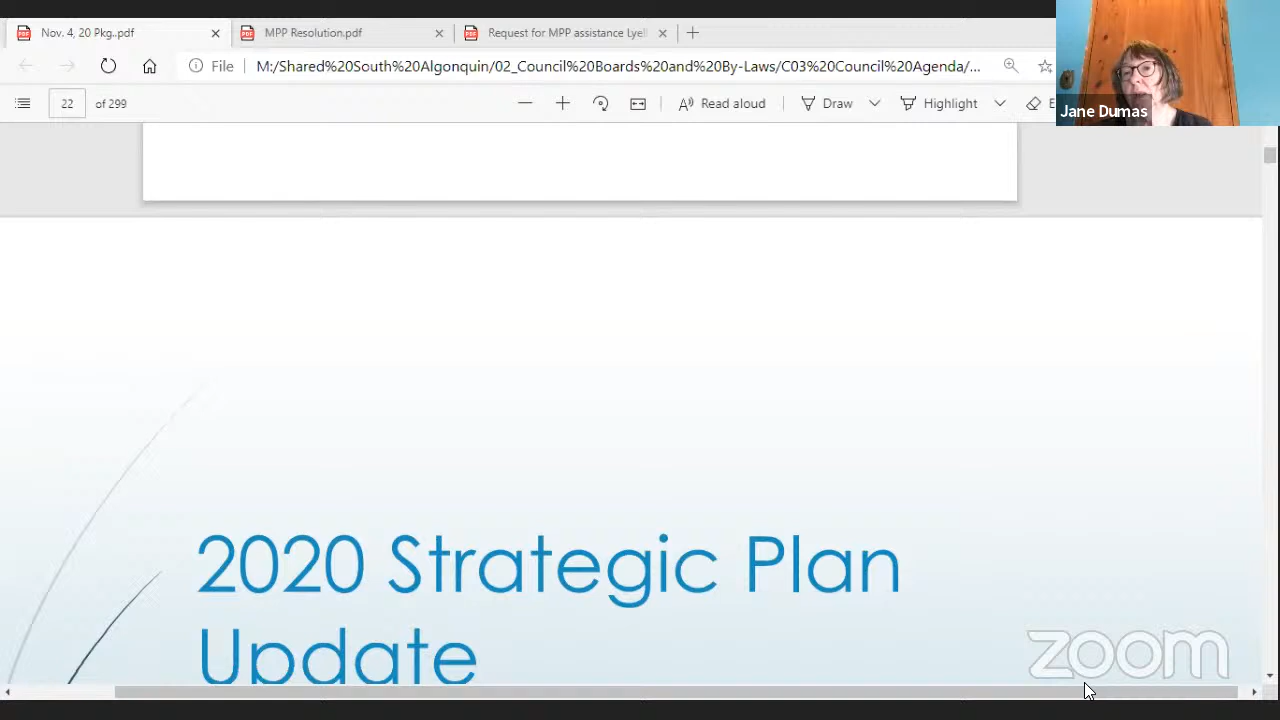 Nov. 4, 20 Pkg..pdf
MPP Resolution.pdf
Request for MPP assistance Lyell
File
M:/Shared%20South%20Algonquin/02_Council%20Boards%20and%20By-Laws/C03%20Council%20Agenda/...
22 of 299
Read aloud
Draw
Highlight
E
Jane Dumas
2020 Strategic Plan
Update
zoom